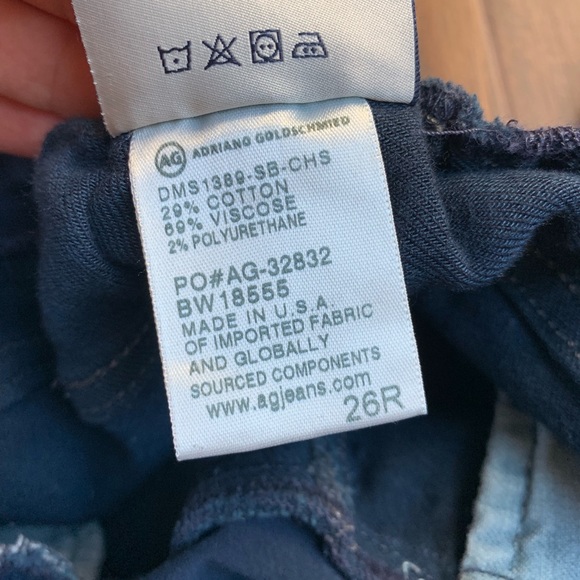 AG ADRIANO GOLDSCHMIED
DMS1389-SB-CHS
29% COTTON
69% VISCOSE
2% POLYURETHANE
PO#AG-32832
BW18555
MADE IN U.S.A.
OF IMPORTED FABRIC
AND GLOBALLY
SOURCED COMPONENTS
www.agjeans.com
26R